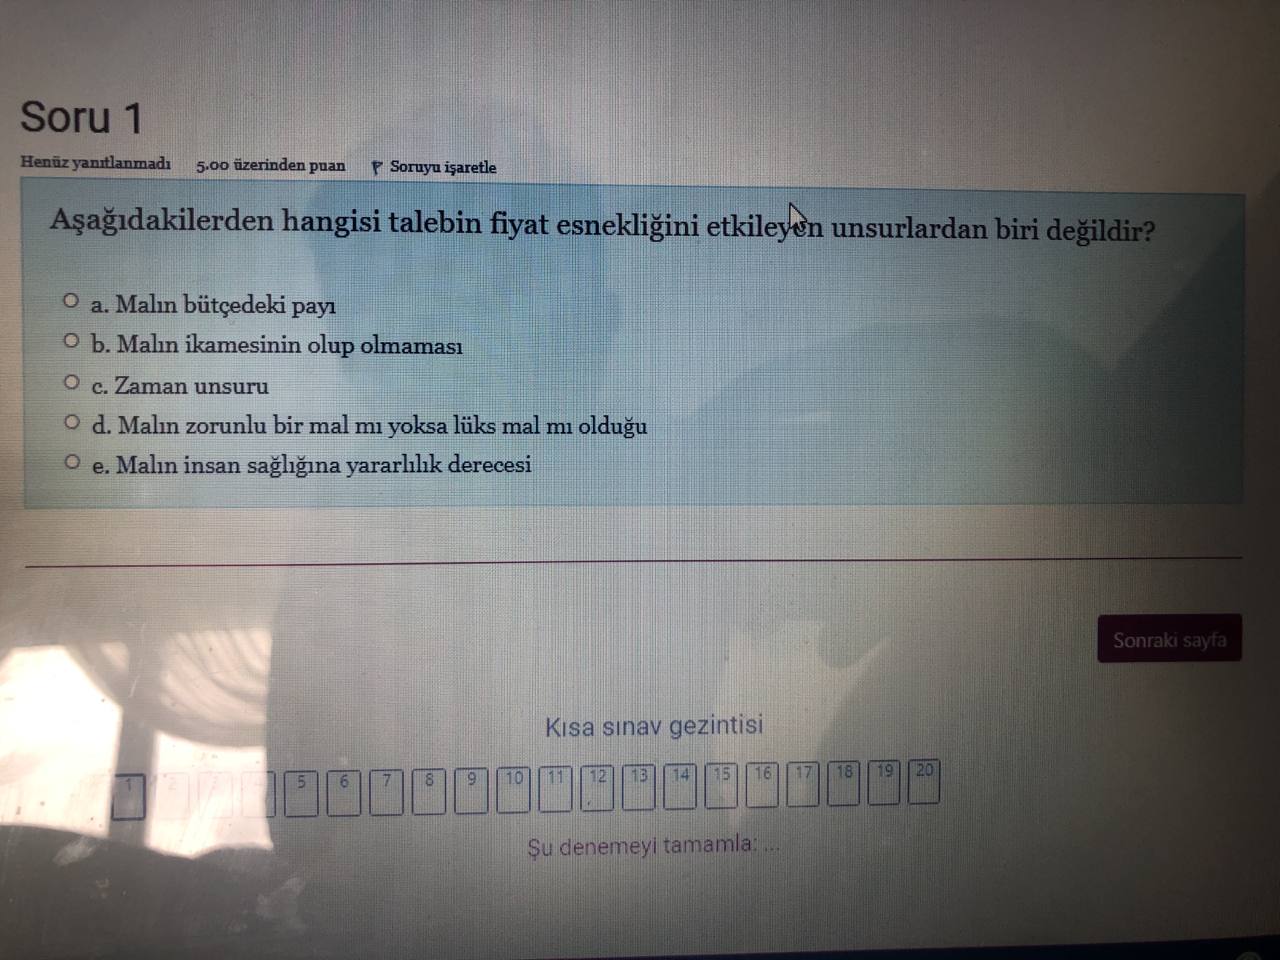 Soru 1
Henüz yanıtlanmadı 5,00 üzerinden puan Soruyu işaretle
Aşağıdakilerden hangisi talebin fiyat esnekliğini etkileyen unsurlardan biri değildir?
a. Malın bütçedeki payı
b. Malın ikamesinin olup olmaması
c. Zaman unsuru
d. Malın zorunlu bir mal mı yoksa lüks mal mı olduğu
e. Malın insan sağlığına yararlılık derecesi
Sonraki sayfa
Kısa sınav gezintisi
1 2 5 6 7 8 9 10 11 12 13 14 15 16 17 18 19 20
Şu denemeyi tamamla: ...